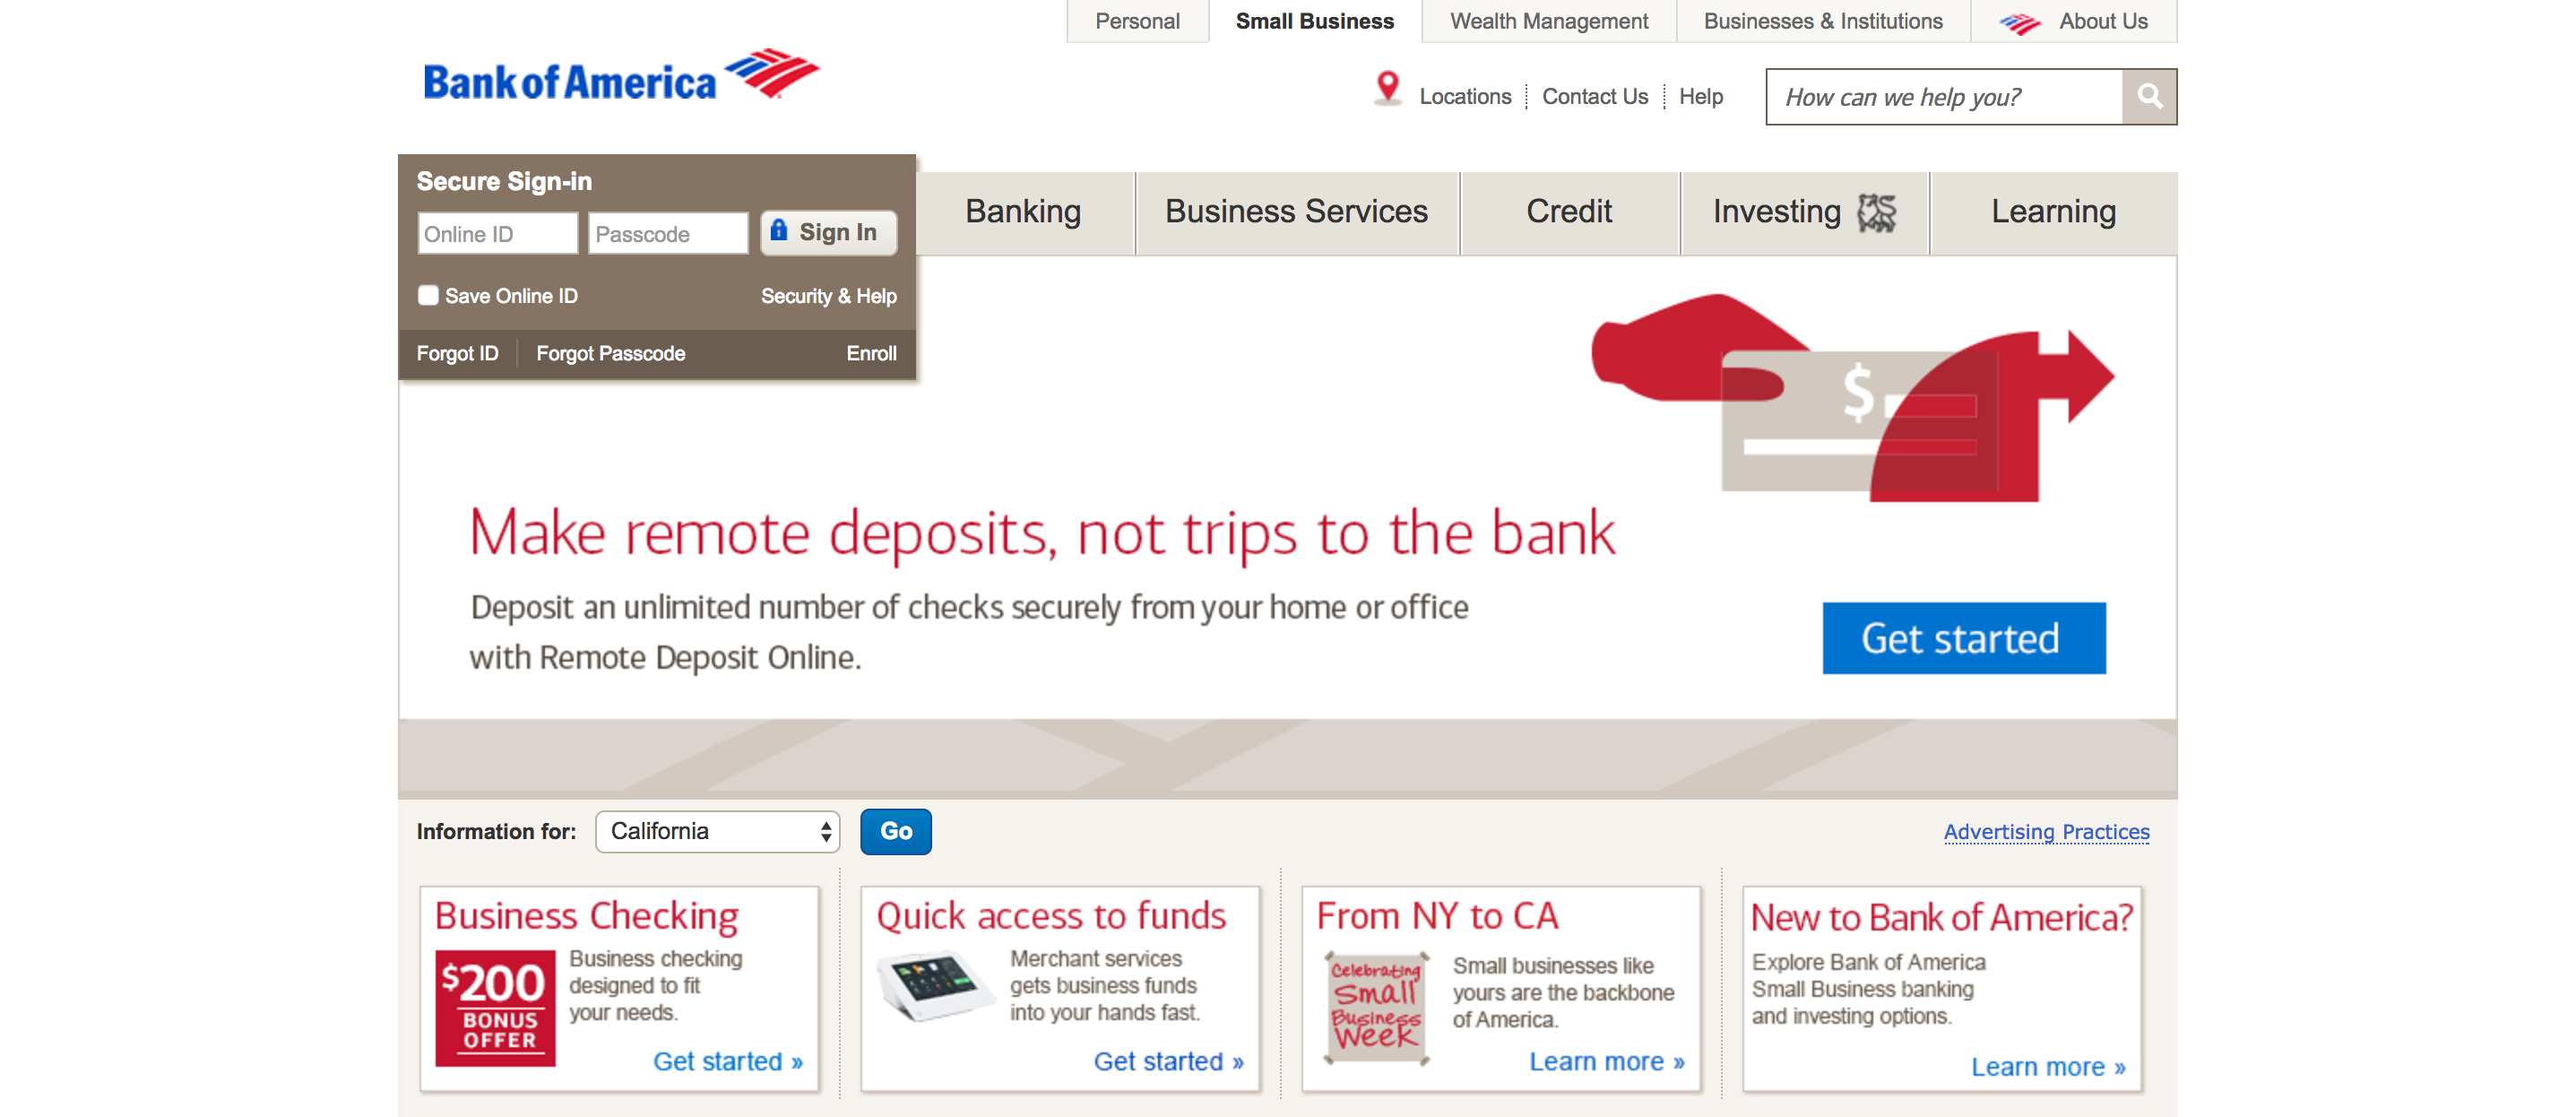 Personal
Small Business
Wealth Management
Businesses & Institutions
About Us
Bank of America
Locations
Contact Us
Help
How can we help you?
Secure Sign-in
Online ID
Passcode
Sign In
Save Online ID
Security & Help
Forgot ID
Forgot Passcode
Enroll
Banking
Business Services
Credit
Investing
Learning
$
Make remote deposits, not trips to the bank
Deposit an unlimited number of checks securely from your home or office
with Remote Deposit Online.
Get started
Information for:
California
Go
Advertising Practices
Business Checking
$200
BONUS
OFFER
Business checking
designed to fit
your needs.
Get started »
Quick access to funds
Merchant services
gets business funds
into your hands fast.
Get started »
From NY to CA
Celebrating
Small
Business
Week
Small businesses like
yours are the backbone
of America.
Learn more »
New to Bank of America?
Explore Bank of America
Small Business banking
and investing options.
Learn more »